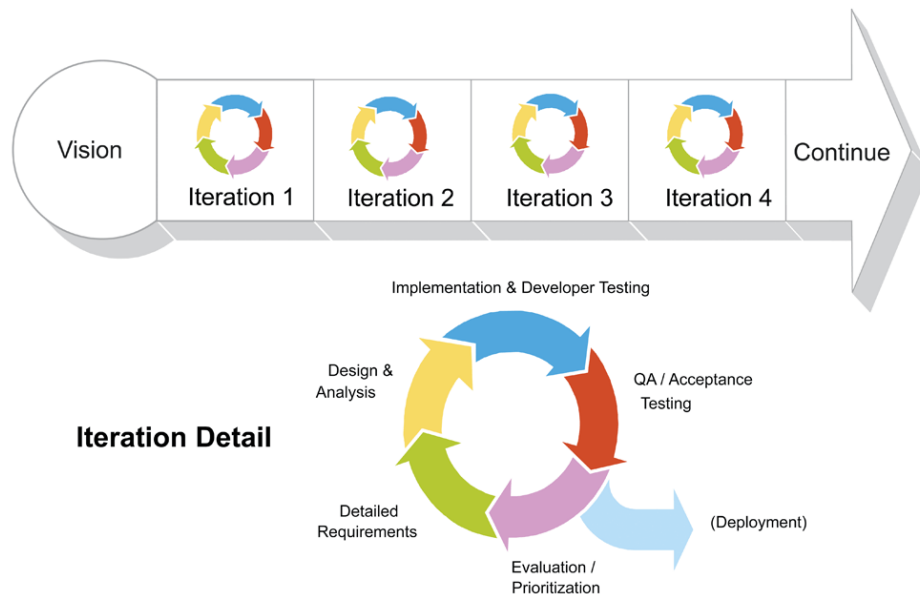 Vision
Iteration 1
Iteration 2
Iteration 3
Iteration 4
Continue
Implementation & Developer Testing
Design &
Analysis
QA / Acceptance
Testing
Iteration Detail
Detailed
Requirements
(Deployment)
Evaluation /
Prioritization